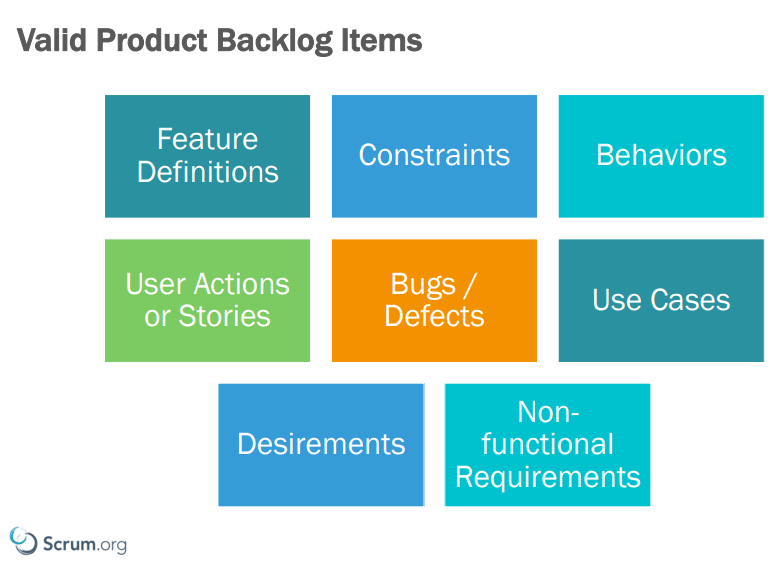 Valid Product Backlog Items
Feature
Definitions
Constraints
Behaviors
User Actions
or Stories
Bugs /
Defects
Use Cases
Desirements
Non-
functional
Requirements
Scrum.org